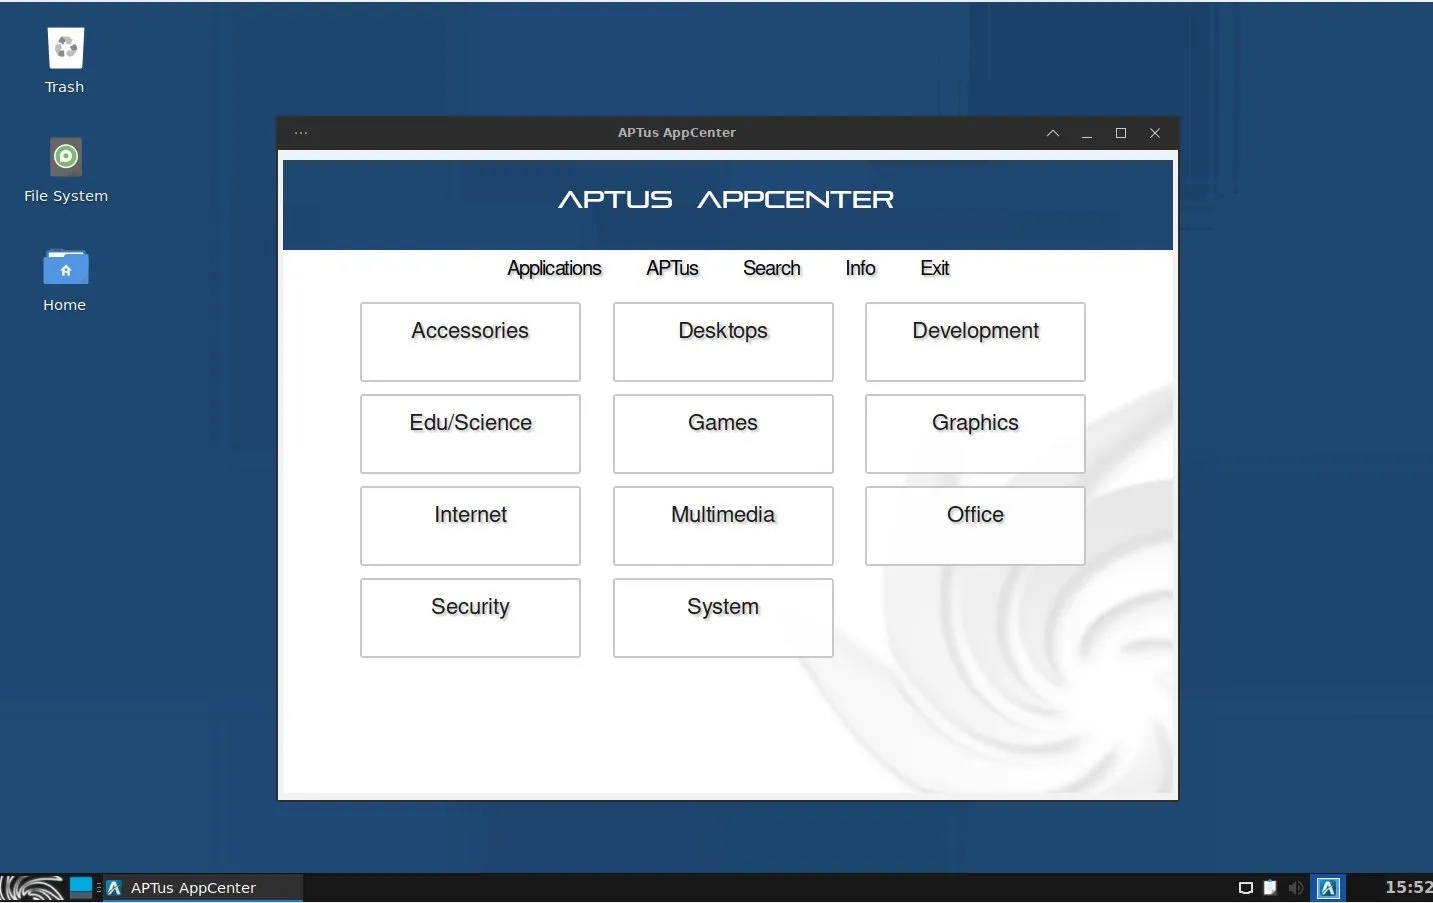 Trash
File System
Home
APTus AppCenter
APTUS APPCENTER
Applications APTus Search Info Exit
Accessories Desktops Development
Edu/Science Games Graphics
Internet Multimedia Office
Security System
APTus AppCenter
15:52